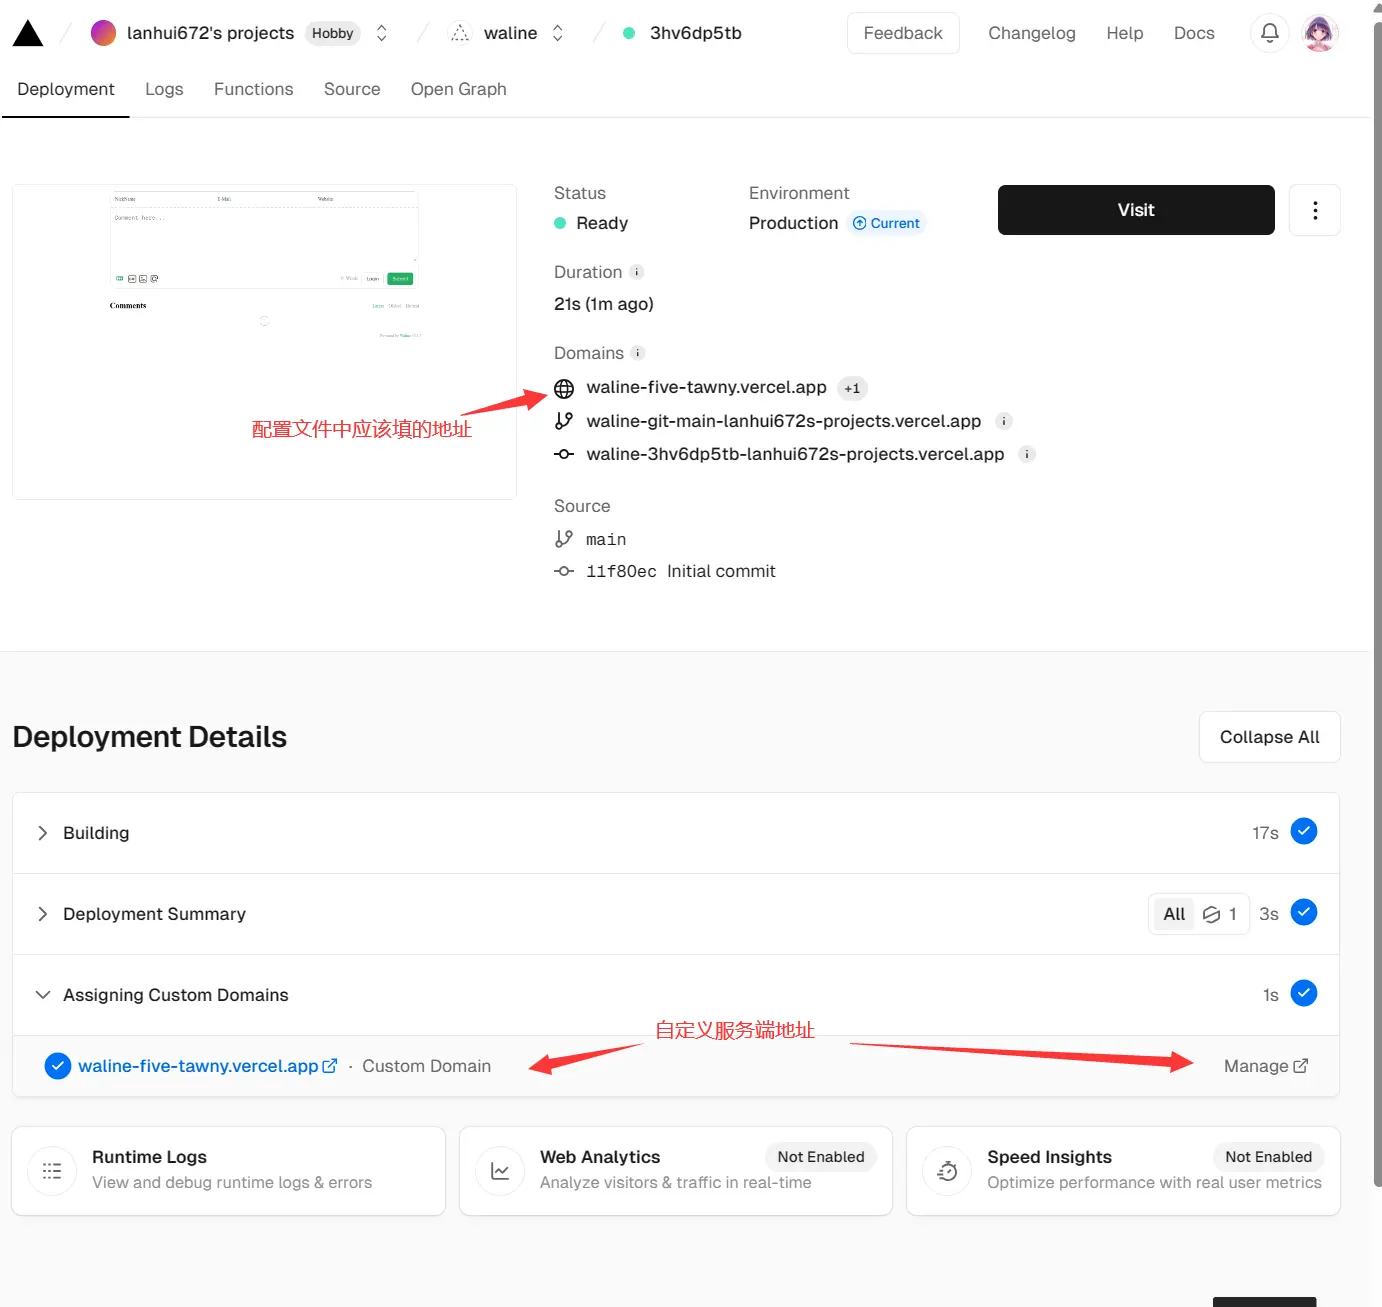 lanhui672's projects Hobby waline 3hv6dp5tb Feedback Changelog Help Docs
Deployment Logs Functions Source Open Graph
NickName E-Mail Website
Comment here...
Login Submit
Comments
Status
Ready
Environment
Production Current
Visit
Duration
21s (1m ago)
Domains
waline-five-tawny.vercel.app +1
配置文件中应该填的地址
waline-git-main-lanhui672s-projects.vercel.app
waline-3hv6dp5tb-lanhui672s-projects.vercel.app
Source
main
11f80ec Initial commit
Deployment Details
Collapse All
Building 17s
Deployment Summary All 1 3s
Assigning Custom Domains 1s
自定义服务端地址
waline-five-tawny.vercel.app · Custom Domain Manage
Runtime Logs
View and debug runtime logs & errors
Web Analytics Not Enabled
Analyze visitors & traffic in real-time
Speed Insights Not Enabled
Optimize performance with real user metrics